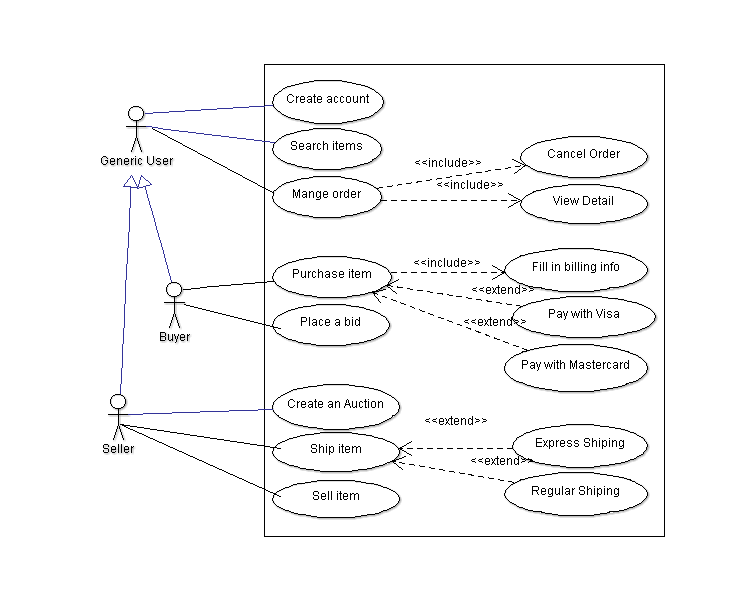 Create account
Generic User
Search items
Mange order
<<include>>
Cancel Order
<<include>>
View Detail
Buyer
Purchase item
<<include>>
Fill in billing info
<<extend>>
Pay with Visa
Place a bid
<<extend>>
Pay with Mastercard
Seller
Create an Auction
<<extend>>
Ship item
Express Shiping
<<extend>>
Sell item
Regular Shiping